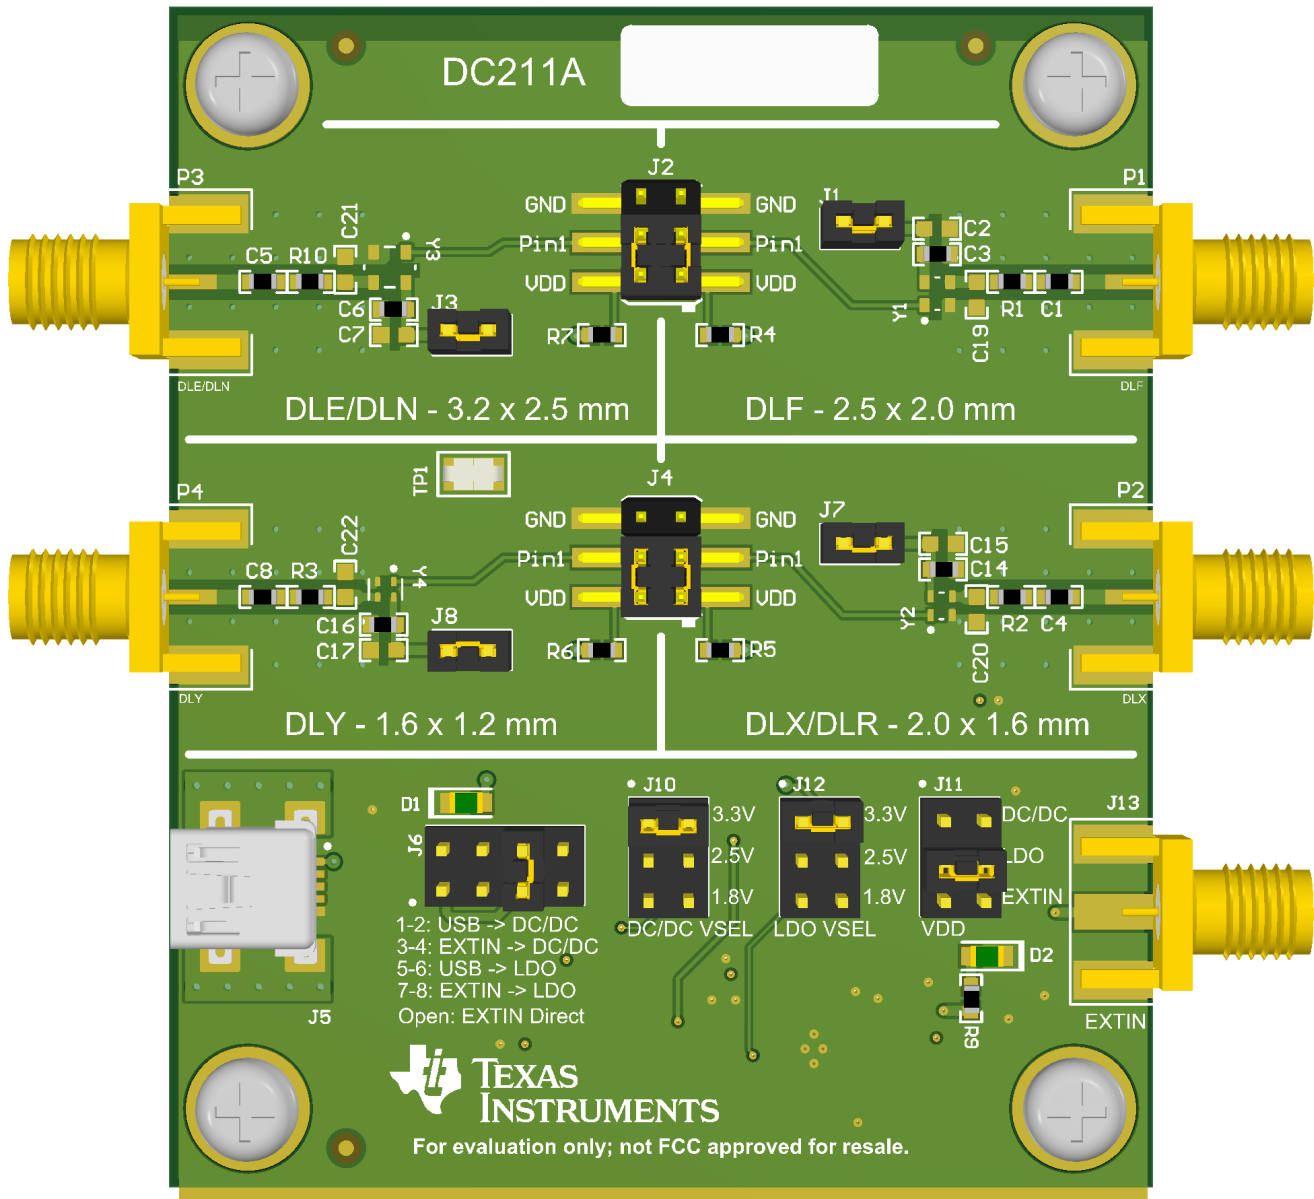 DC211A
J2
P3
P1
J1
C21
GND
GND
C2
Y3
Pin1
Pin1
C3
C5
R10
VDD
VDD
C6
J3
Y1
R1
C1
C7
R7
R4
C19
DLE/DLN
DLF
DLE/DLN - 3.2 x 2.5 mm
DLF - 2.5 x 2.0 mm
TP1
J4
P4
P2
J7
C22
GND
GND
C15
Pin1
Pin1
C14
C8
R3
Y4
VDD
VDD
Y2
R2
C4
C16
J8
C17
R6
R5
C20
DLY
DLX
DLY - 1.6 x 1.2 mm
DLX/DLR - 2.0 x 1.6 mm
J10
J12
J11
J13
D1
3.3V
3.3V
DC/DC
J6
2.5V
2.5V
LDO
1.8V
1.8V
EXTIN
DC/DC VSEL
LDO VSEL
VDD
1-2: USB -> DC/DC
3-4: EXTIN -> DC/DC
5-6: USB -> LDO
7-8: EXTIN -> LDO
Open: EXTIN Direct
D2
J5
R9
EXTIN
TEXAS
INSTRUMENTS
For evaluation only; not FCC approved for resale.